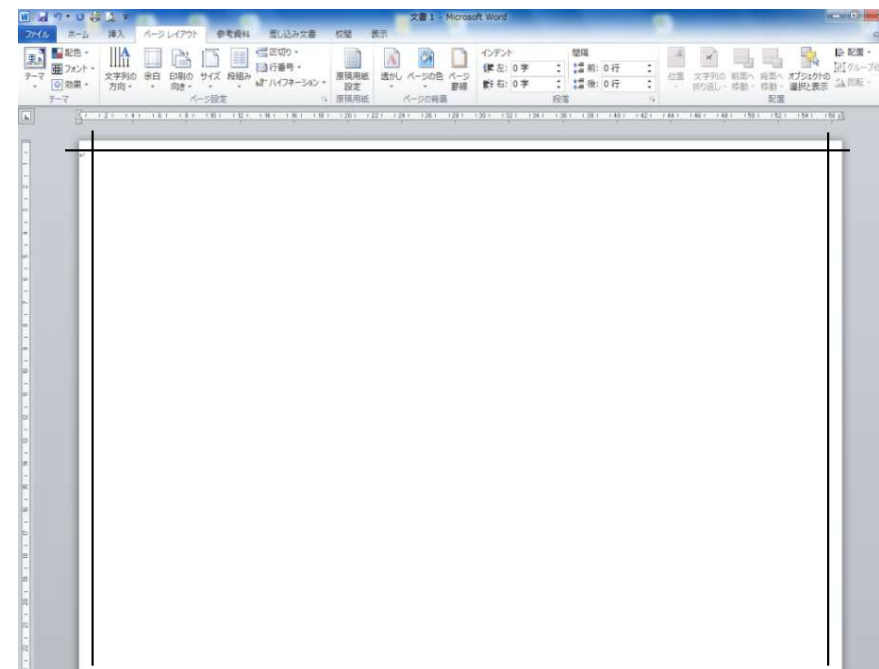 文書 1 - Microsoft Word
ファイル ホーム 挿入 ページ レイアウト 参考資料 差し込み文書 校閲 表示
配色 区切り インデント 間隔 配置
フォント 行番号 左: 0 字 前: 0 行 グループ化
テーマ 効果 文字列の方向 余白 印刷の向き サイズ 段組み ハイフネーション 原稿用紙設定 透かし ページの色 ページ罫線 右: 0 字 後: 0 行 位置 文字列の折り返し 前面へ移動 背面へ移動 オブジェクトの選択と表示 回転
テーマ ページ設定 原稿用紙 ページの背景 段落 配置